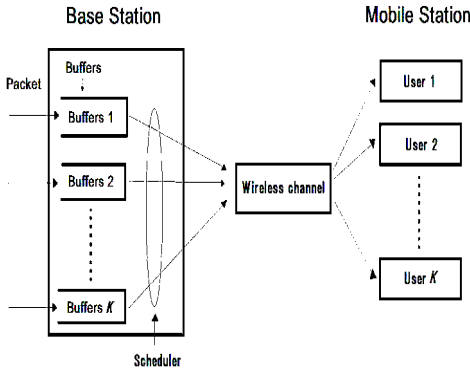 Base Station
Mobile Station
Packet
Buffers
Buffers 1
Buffers 2
Buffers K
Scheduler
Wireless channel
User 1
User 2
User K